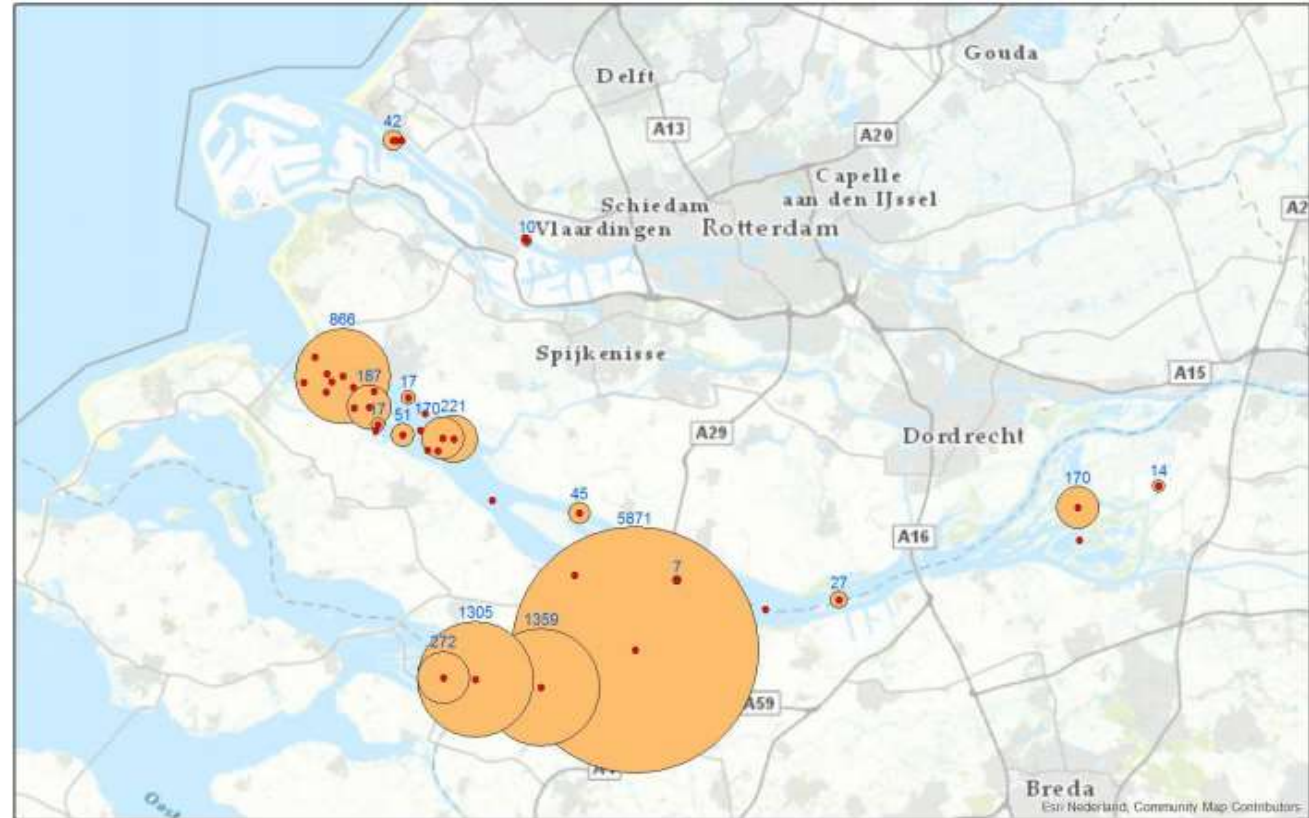 Gouda
Delft
42
A13
A20
Capelle
aan den IJssel
Schiedam
A2
10
Vlaardingen
Rotterdam
866
Spijkenisse
A15
187
17
17
51
170
221
A29
Dordrecht
170
14
45
5871
A16
7
27
1305
1359
272
A59
Breda
Esri Nederland, Community Map Contributors